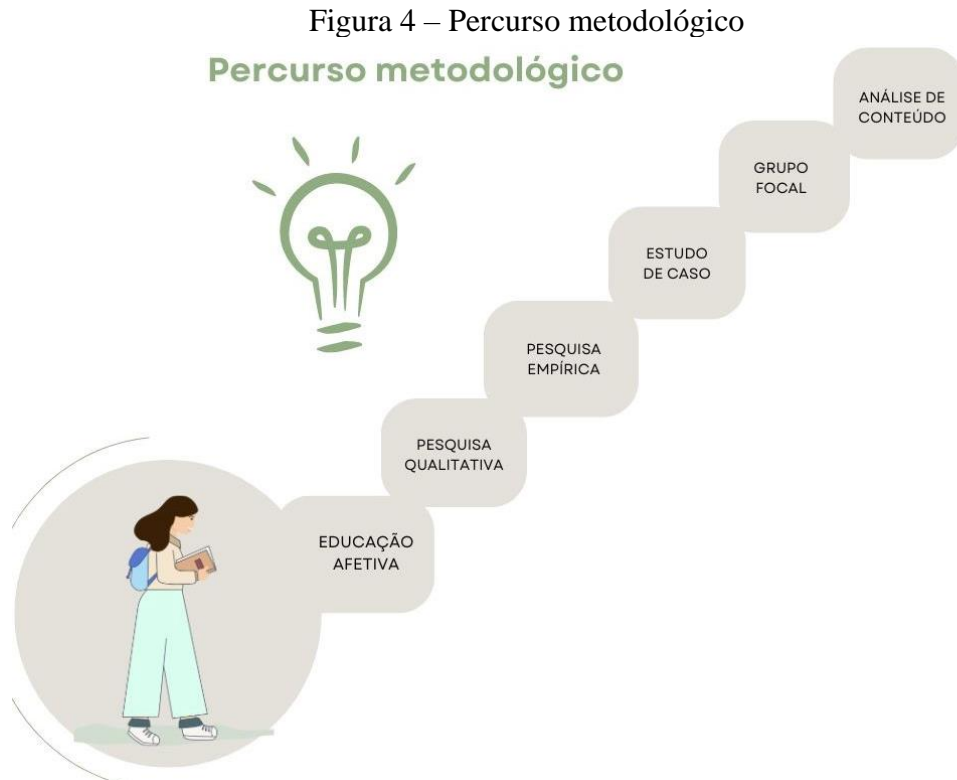 Figura 4 – Percurso metodológico
Percurso metodológico
ANÁLISE DE
CONTEÚDO
GRUPO
FOCAL
ESTUDO
DE CASO
PESQUISA
EMPÍRICA
PESQUISA
QUALITATIVA
EDUCAÇÃO
AFETIVA